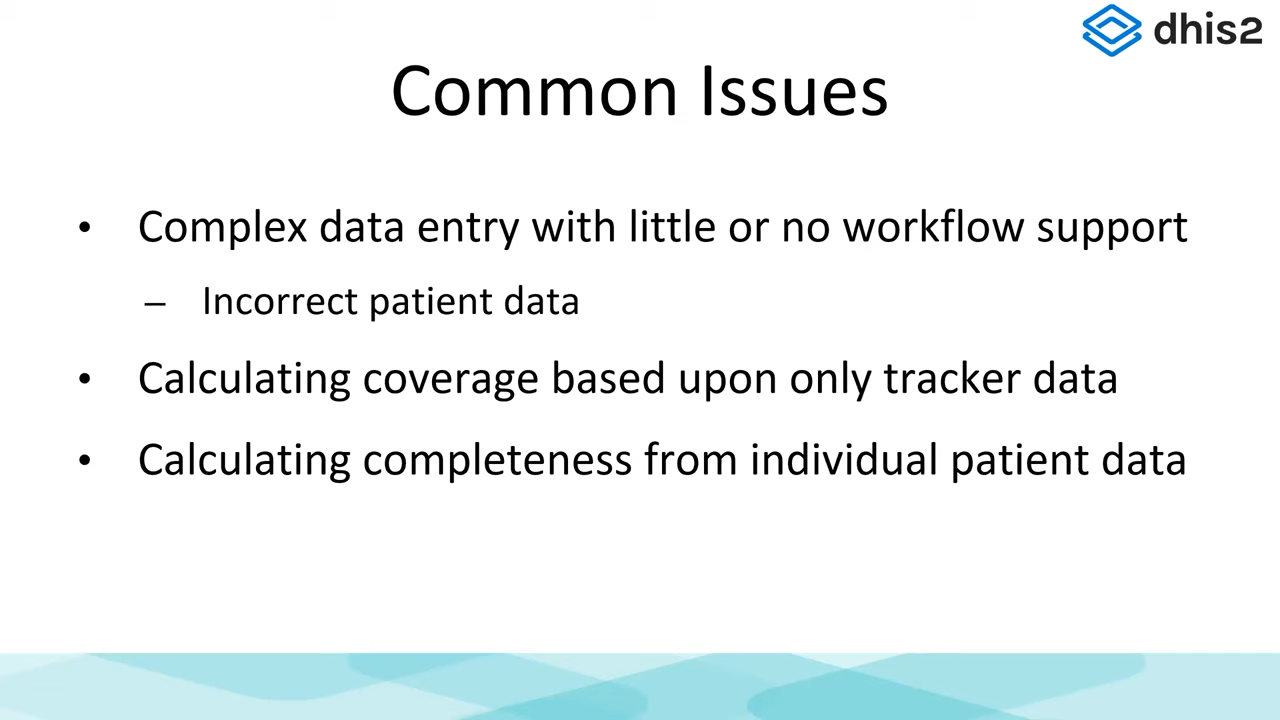 dhis2
Common Issues
• Complex data entry with little or no workflow support
– Incorrect patient data
• Calculating coverage based upon only tracker data
• Calculating completeness from individual patient data